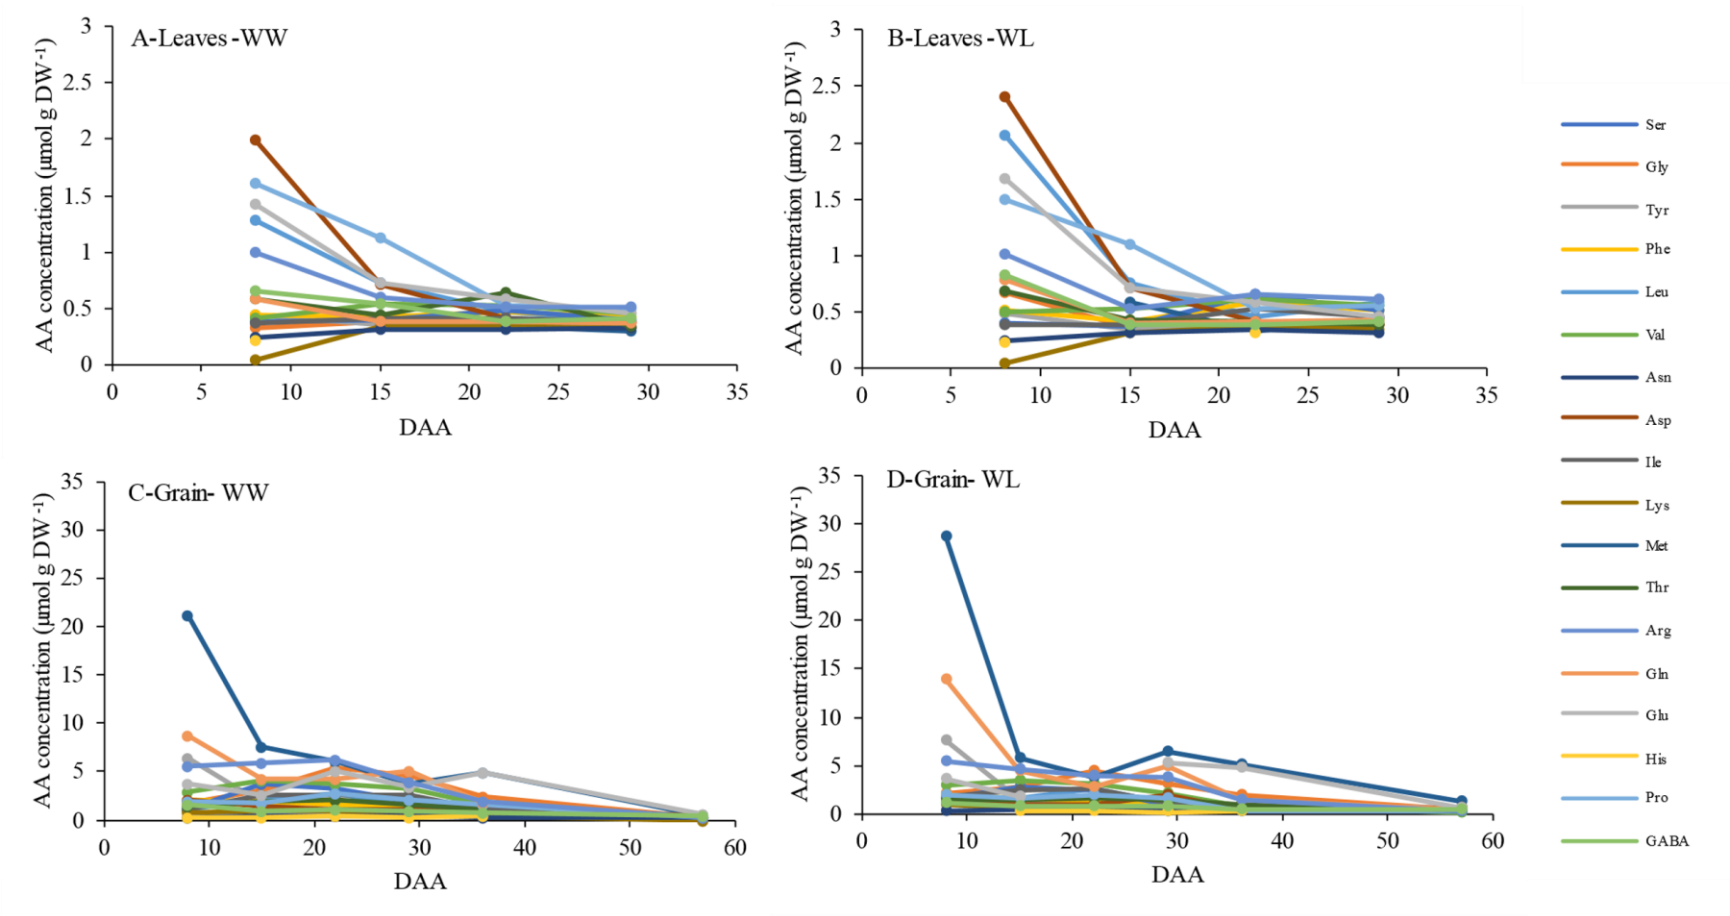 A-Leaves -WW
AA concentration (µmol g DW⁻¹)
3
2.5
2
1.5
1
0.5
0
0 5 10 15 20 25 30 35
DAA
B-Leaves -WL
AA concentration (µmol g DW⁻¹)
3
2.5
2
1.5
1
0.5
0
0 5 10 15 20 25 30 35
DAA
C-Grain- WW
AA concentration (µmol g DW⁻¹)
35
30
25
20
15
10
5
0
0 10 20 30 40 50 60
DAA
D-Grain- WL
AA concentration (µmol g DW⁻¹)
35
30
25
20
15
10
5
0
0 10 20 30 40 50 60
DAA
Ser
Gly
Tyr
Phe
Leu
Val
Asn
Asp
Ile
Lys
Met
Thr
Arg
Gln
Glu
His
Pro
GABA